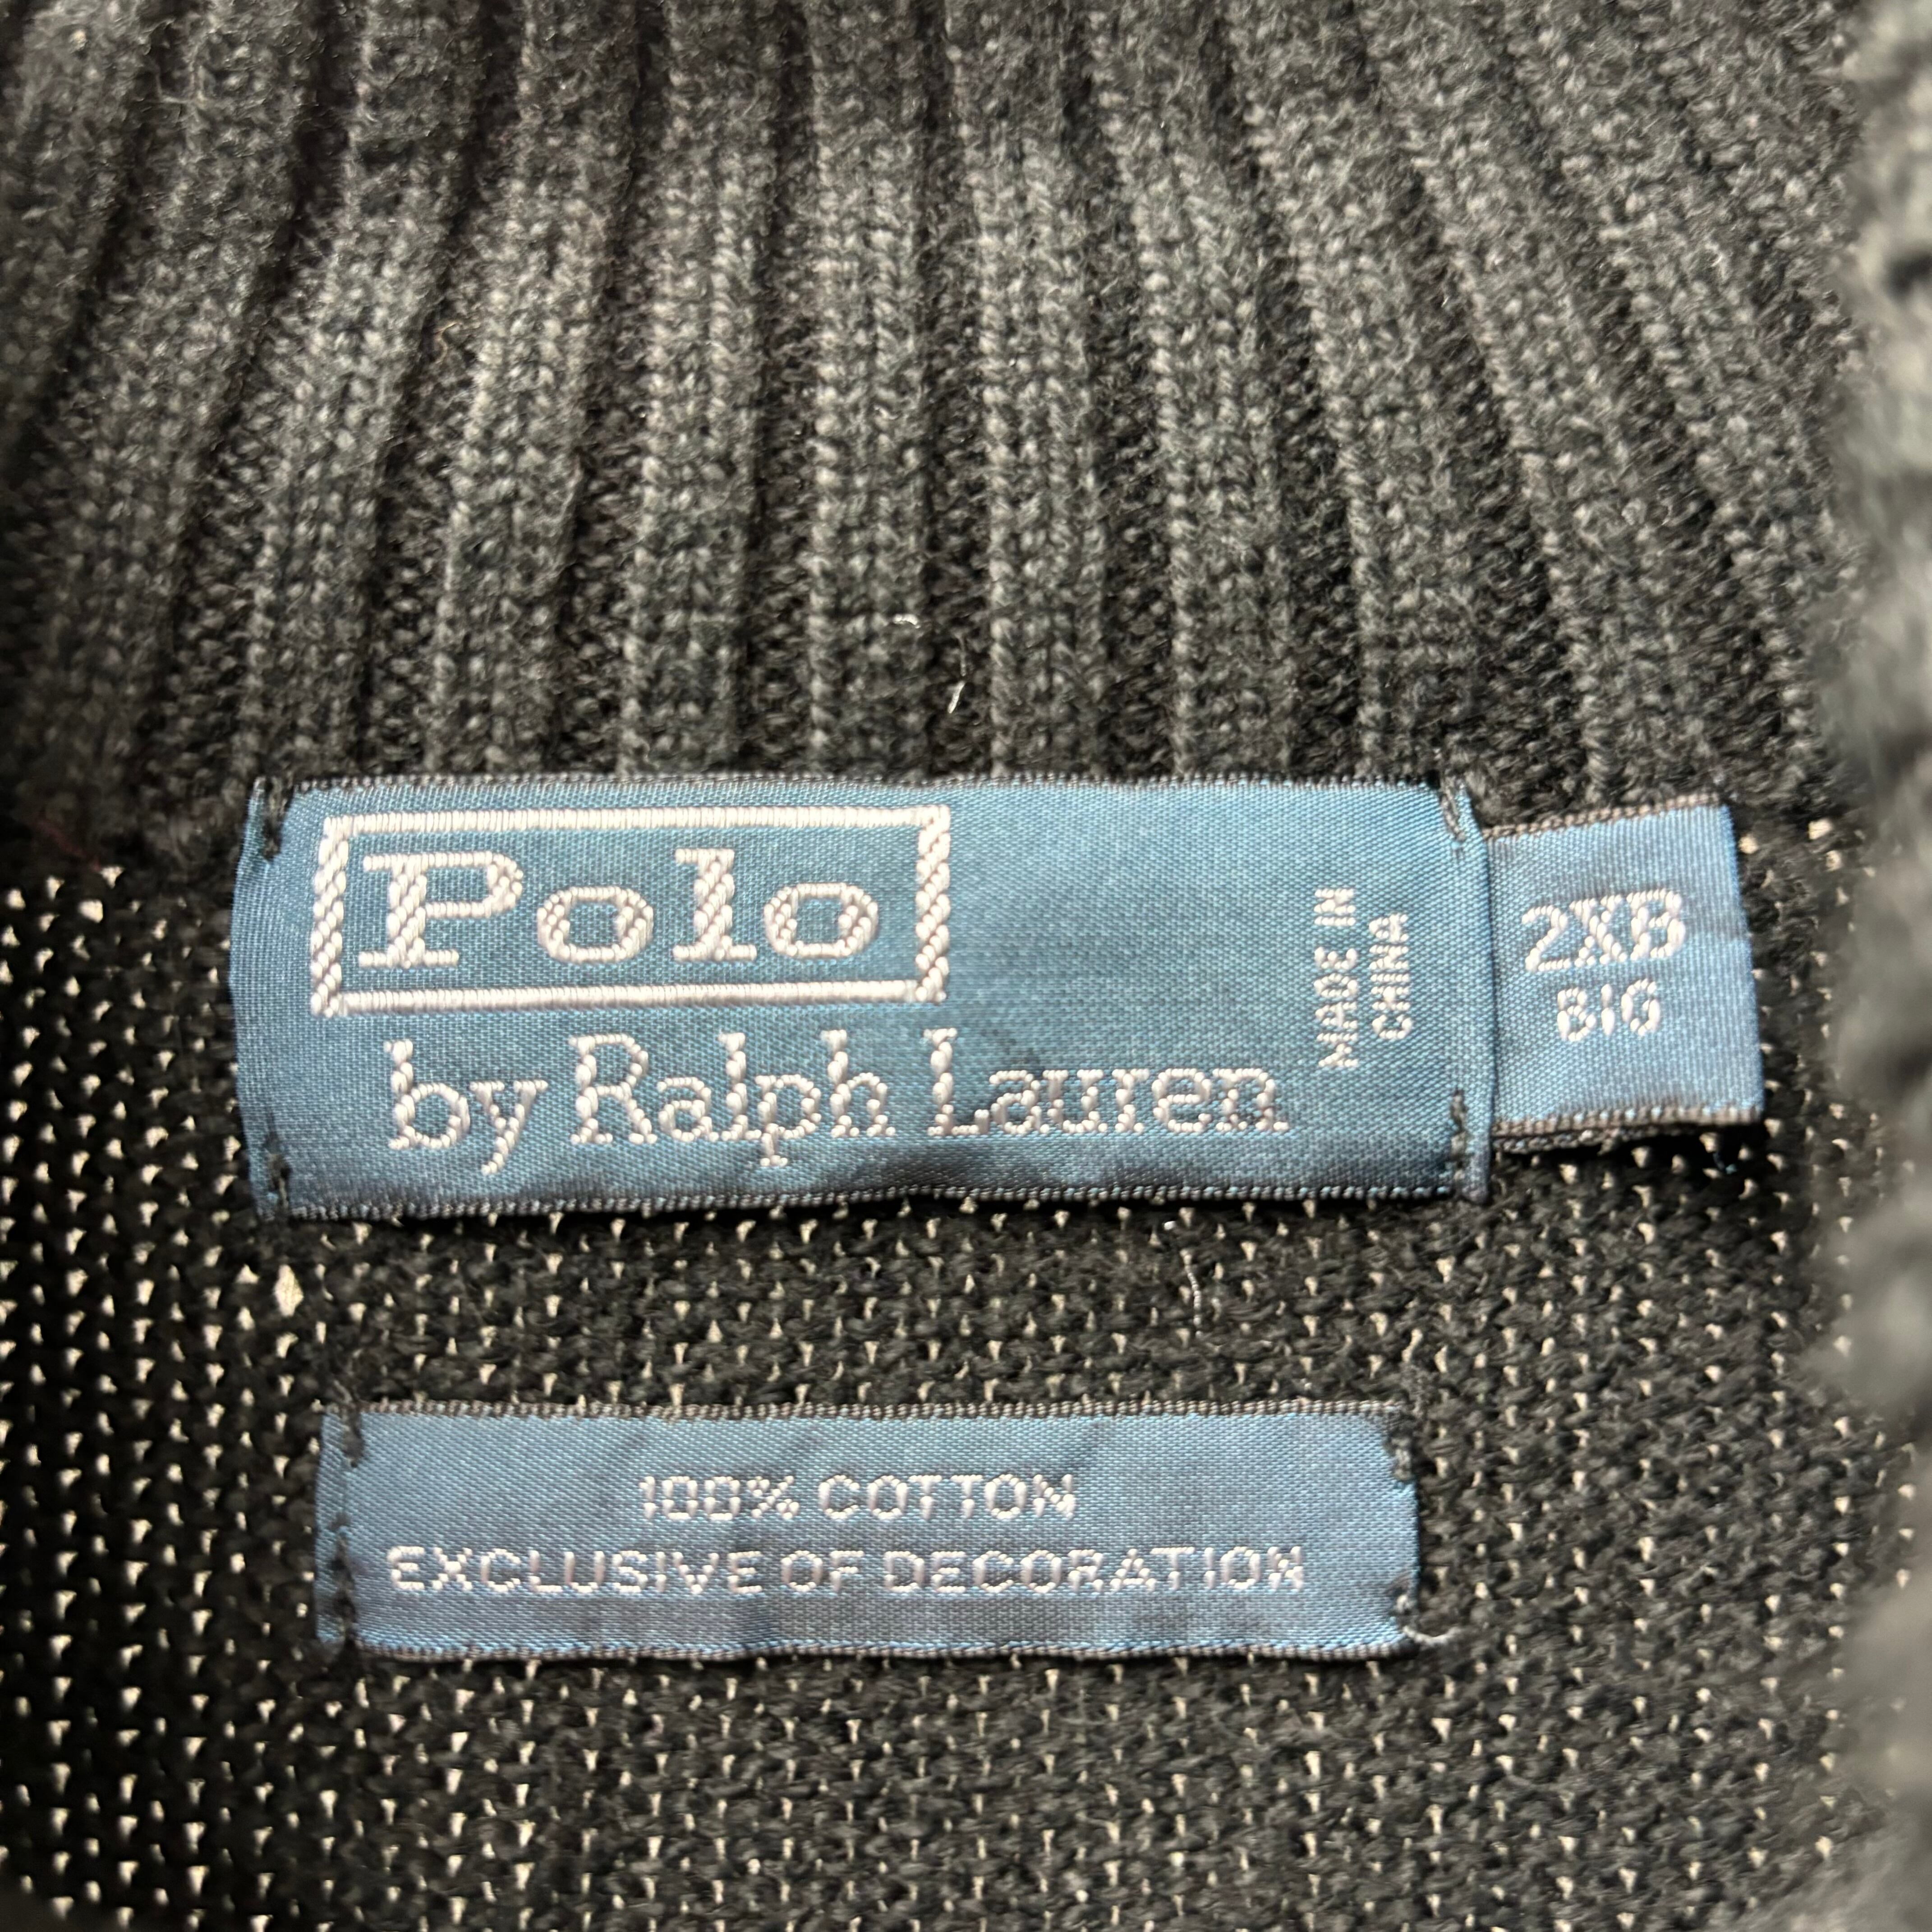 Polo
by Ralph Lauren
MADE IN
CHINA
2XB
BIG
100% COTTON
EXCLUSIVE OF DECORATION